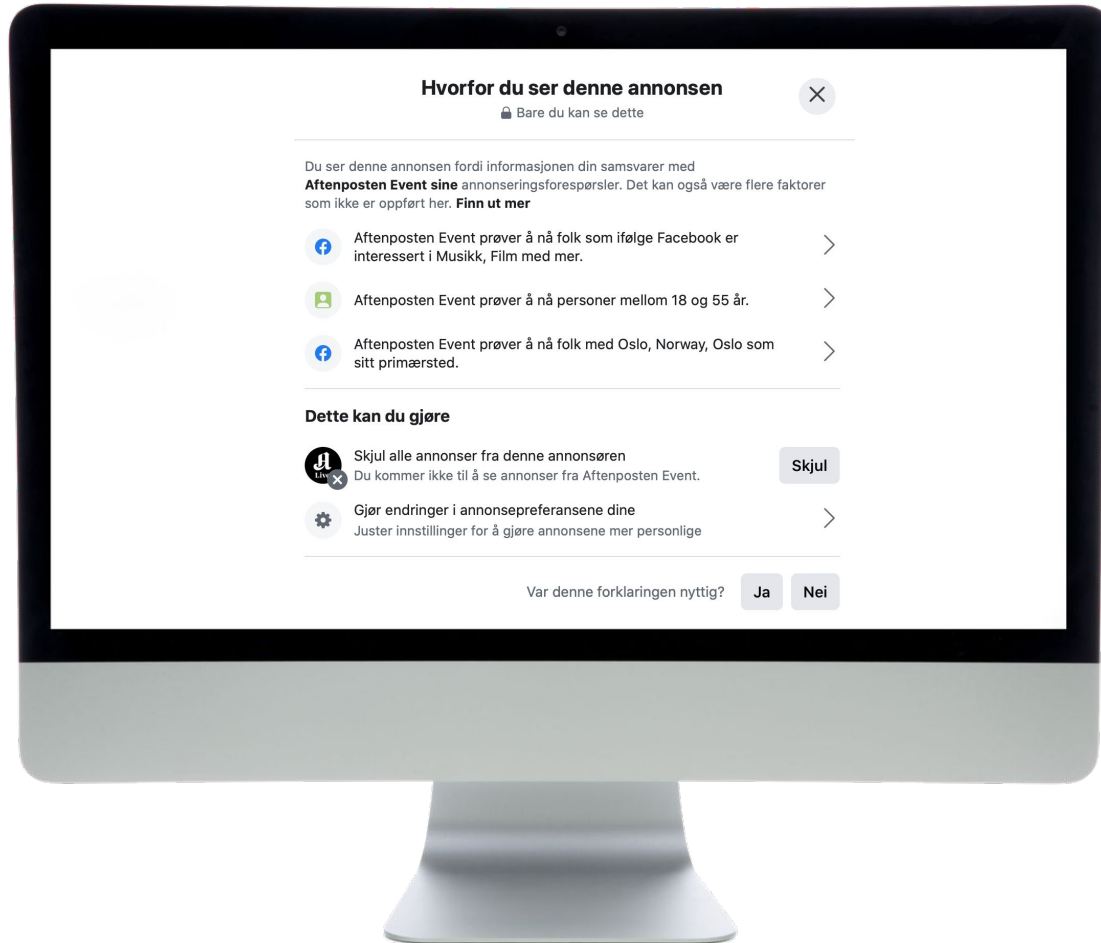 Hvorfor du ser denne annonsen
Bare du kan se dette
Du ser denne annonsen fordi informasjonen din samsvarer med
Aftenposten Event sine annonseringsforespørsler. Det kan også være flere faktorer
som ikke er oppført her. Finn ut mer
Aftenposten Event prøver å nå folk som ifølge Facebook er
interessert i Musikk, Film med mer.
Aftenposten Event prøver å nå personer mellom 18 og 55 år.
Aftenposten Event prøver å nå folk med Oslo, Norway, Oslo som
sitt primærsted.
Dette kan du gjøre
A
Live
Skjul alle annonser fra denne annonsøren
Du kommer ikke til å se annonser fra Aftenposten Event.
Skjul
Gjør endringer i annonsepreferansene dine
Juster innstillinger for å gjøre annonsene mer personlige
Var denne forklaringen nyttig?
Ja
Nei